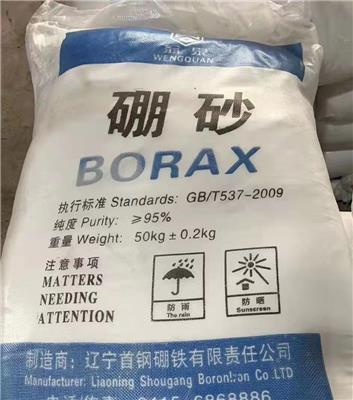 WENGQUAN
硼砂
BORAX
执行标准 Standards: GB/T537-2009
纯度 Purity: ≥95%
重量 Weight: 50kg±0.2kg
注意事项
MATTERS
NEEDING
ATTENTION
防雨
The rain
防晒
Sunscreen
制造商：辽宁首钢硼铁有限责任公司
Manufacturer: Liaoning Shougang Borontron Co.LTD